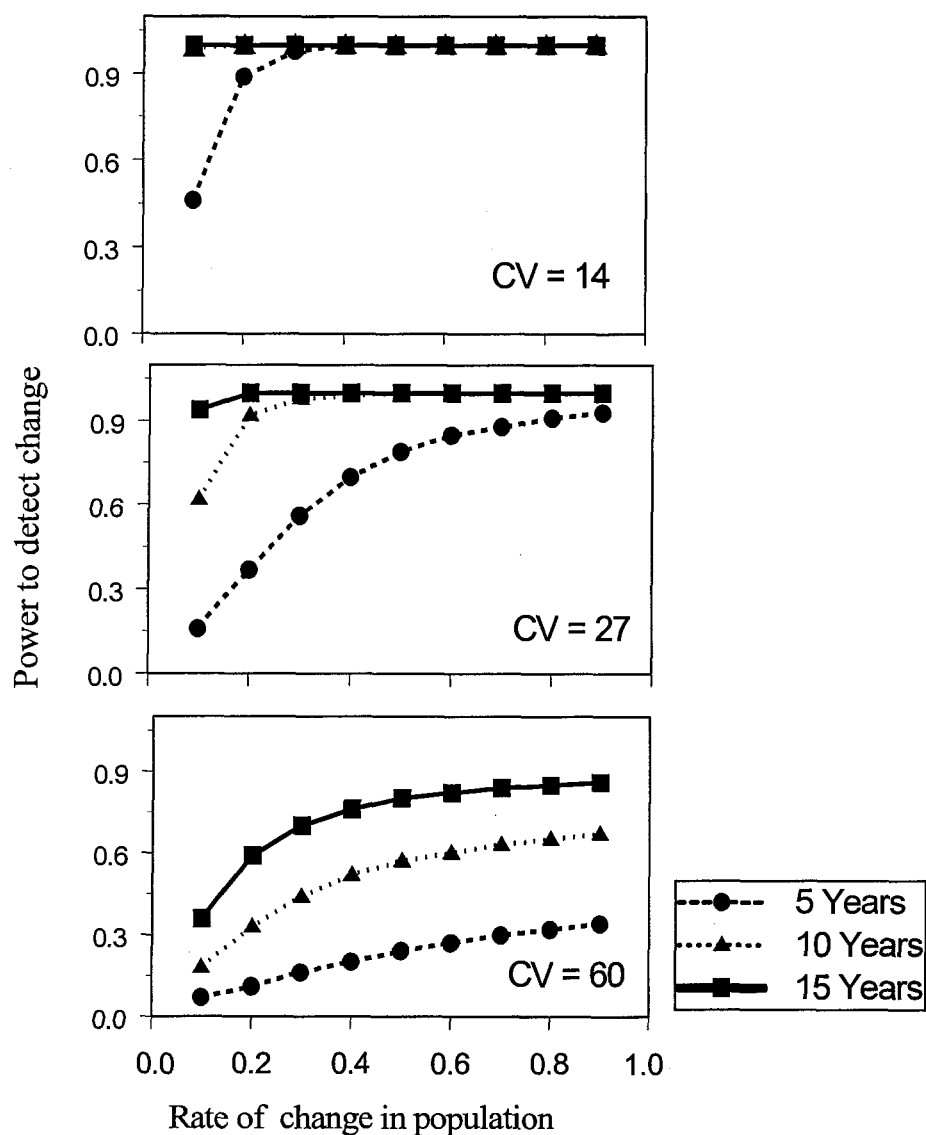 Power to detect change
0.9
0.6
0.3
0.0
CV = 14
0.9
0.6
0.3
0.0
CV = 27
0.9
0.6
0.3
0.0
CV = 60
0.0 0.2 0.4 0.6 0.8 1.0
Rate of change in population
5 Years
10 Years
15 Years